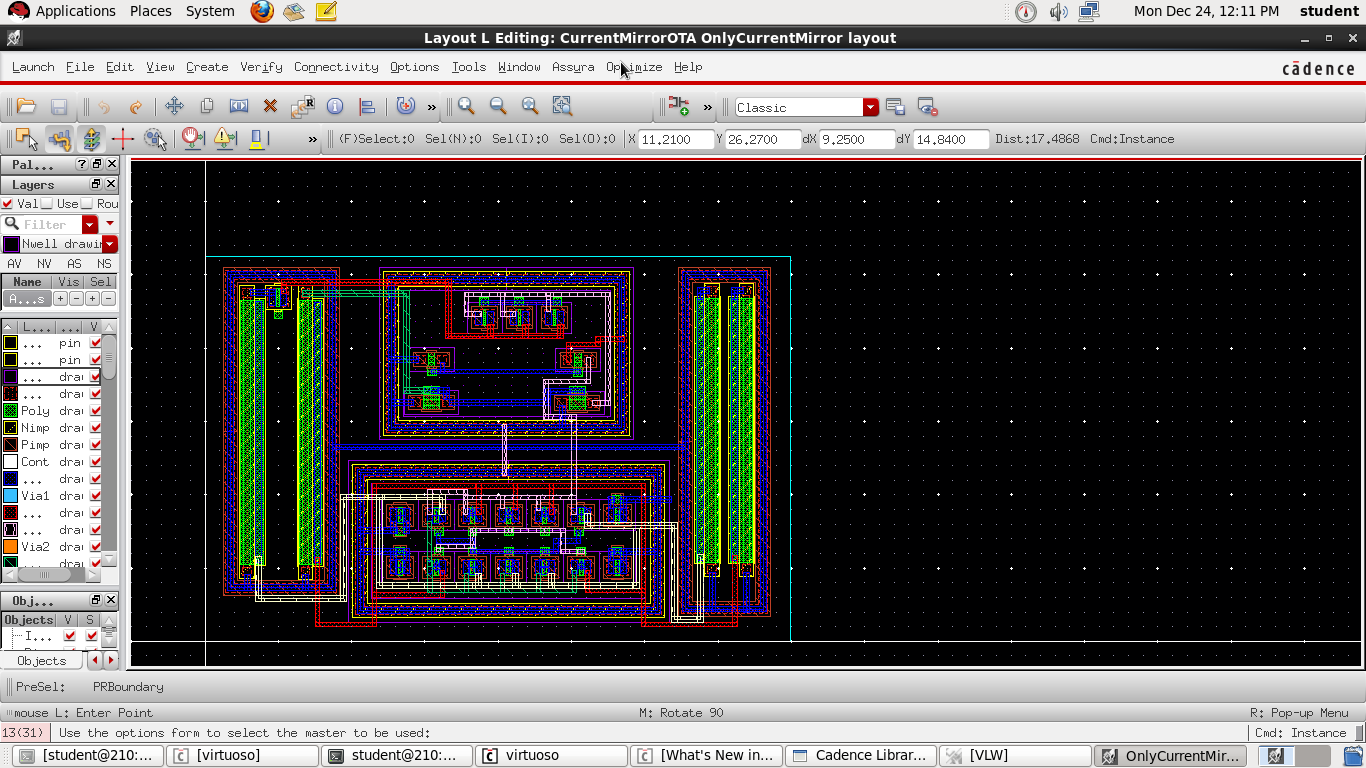 Applications Places System Mon Dec 24, 12:11 PM student
Layout L Editing: CurrentMirrorOTA OnlyCurrentMirror layout
Launch File Edit View Create Verify Connectivity Options Tools Window Assura Optimize Help cādence
» » Classic
» (F)Select:0 Sel(N):0 Sel(I):0 Sel(O):0 X 11.2100 Y 26.2700 dX 9.2500 dY 14.8400 Dist:17.4868 Cmd:Instance
Pal...
Layers
Val Use Rou
Filter
Nwell drawin
AV NV AS NS
Name Vis Sel
A...s
L... ... V
... pin
... pin
... dra
... dra
Poly dra
Nimp dra
Pimp dra
Cont dra
... dra
Via1 dra
... dra
... dra
Via2 dra
... dra
Obj...
Objects V S
I...
Objects
PreSel: PRBoundary
mouse L: Enter Point M: Rotate 90 R: Pop-up Menu
13(31) Use the options form to select the master to be used: Cmd: Instance
[student@210:... [virtuoso] student@210:... virtuoso [What's New in... Cadence Librar... [VLW] OnlyCurrentMir...